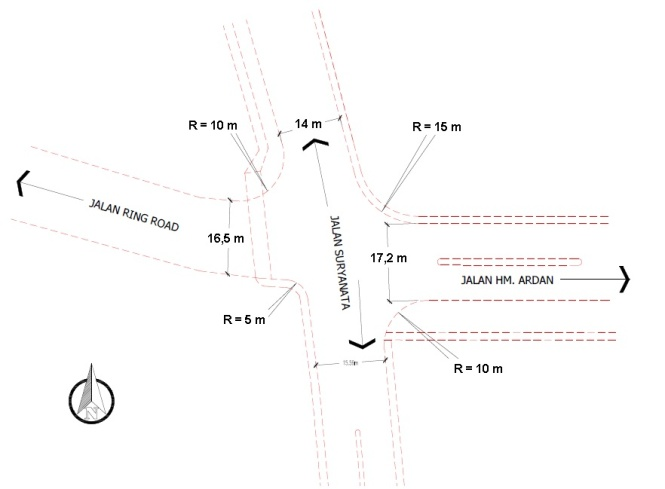 R = 10 m
14 m
R = 15 m
JALAN RING ROAD
16,5 m
JALAN SURYANATA
17,2 m
JALAN HM. ARDAN
R = 5 m
R = 10 m
N